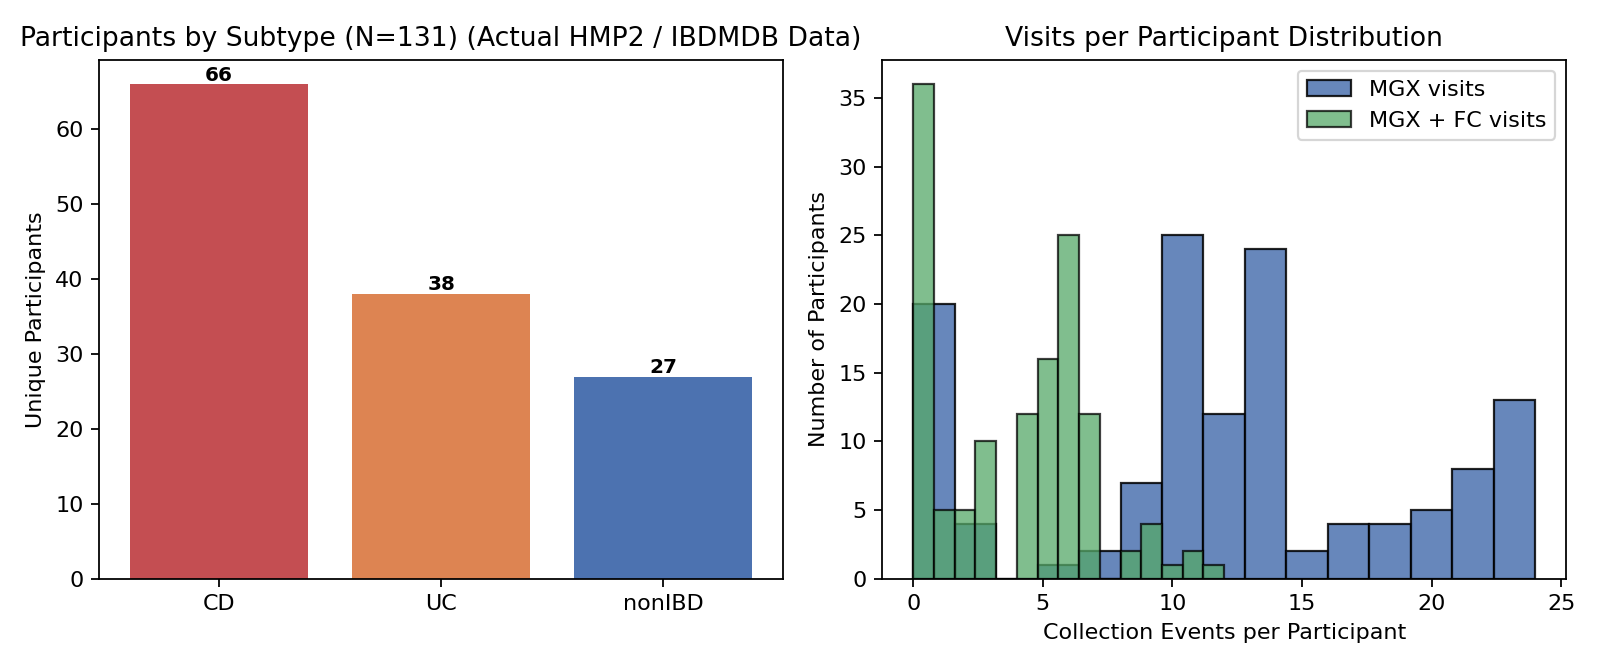 Participants by Subtype (N=131) (Actual HMP2 / IBDMDB Data)
Unique Participants
60
50
40
30
20
10
0
66
38
27
CD
UC
nonIBD
Visits per Participant Distribution
MGX visits
MGX + FC visits
Number of Participants
35
30
25
20
15
10
5
0
0
5
10
15
20
25
Collection Events per Participant